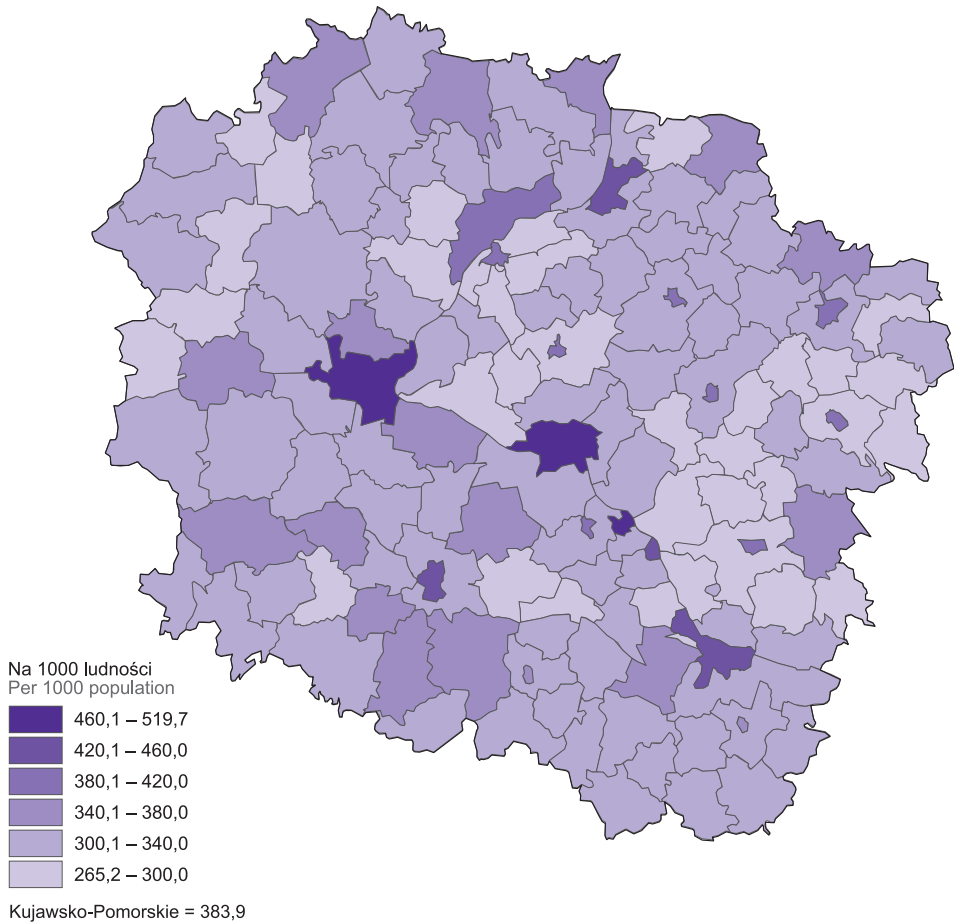 Na 1000 ludności
Per 1000 population
460,1 – 519,7
420,1 – 460,0
380,1 – 420,0
340,1 – 380,0
300,1 – 340,0
265,2 – 300,0
Kujawsko-Pomorskie = 383,9